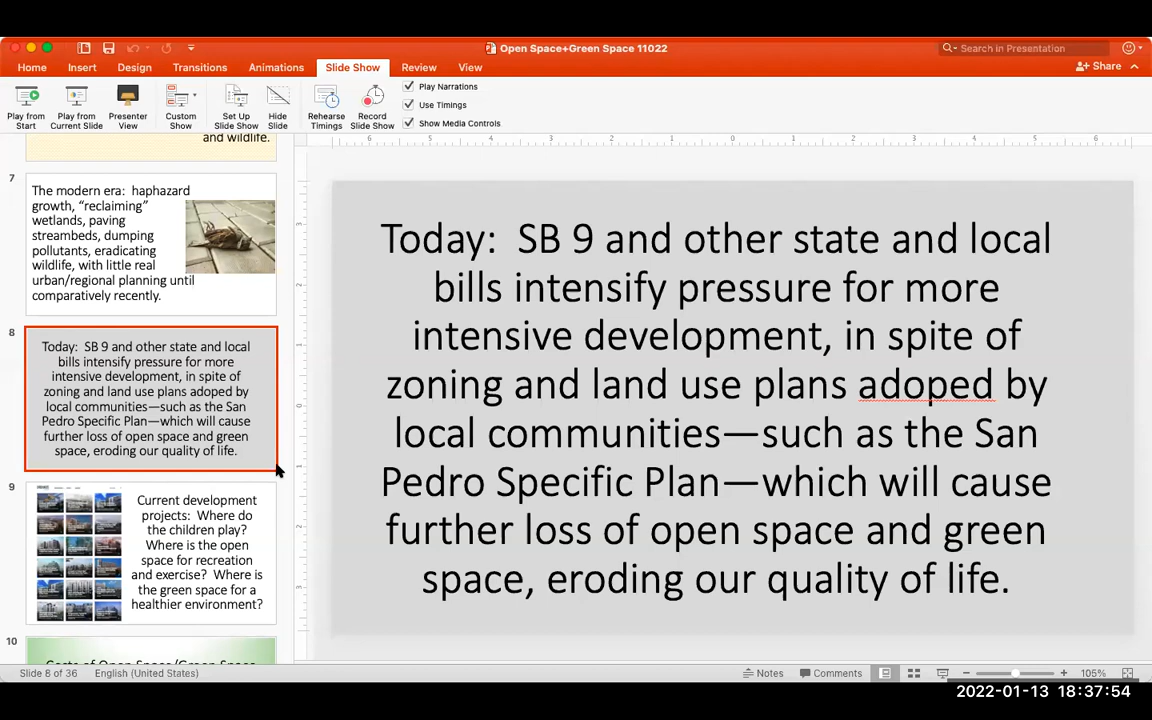 Open Space+Green Space 11022
Search in Presentation
Home Insert Design Transitions Animations Slide Show Review View
Share
Play from Start
Play from Current Slide
Presenter View
Custom Show
Set Up Slide Show
Hide Slide
Rehearse Timings
Record Slide Show
Play Narrations
Use Timings
Show Media Controls
and wildlife.
7
The modern era: haphazard
growth, “reclaiming”
wetlands, paving
streambeds, dumping
pollutants, eradicating
wildlife, with little real
urban/regional planning until
comparatively recently.
8
Today: SB 9 and other state and local
bills intensify pressure for more
intensive development, in spite of
zoning and land use plans adoped by
local communities—such as the San
Pedro Specific Plan—which will cause
further loss of open space and green
space, eroding our quality of life.
9
Current development
projects: Where do
the children play?
Where is the open
space for recreation
and exercise? Where is
the green space for a
healthier environment?
10
Costs of Open Space/Green Space
Today: SB 9 and other state and local
bills intensify pressure for more
intensive development, in spite of
zoning and land use plans adoped by
local communities—such as the San
Pedro Specific Plan—which will cause
further loss of open space and green
space, eroding our quality of life.
Slide 8 of 36 English (United States)
Notes Comments 105%
2022-01-13 18:37:54